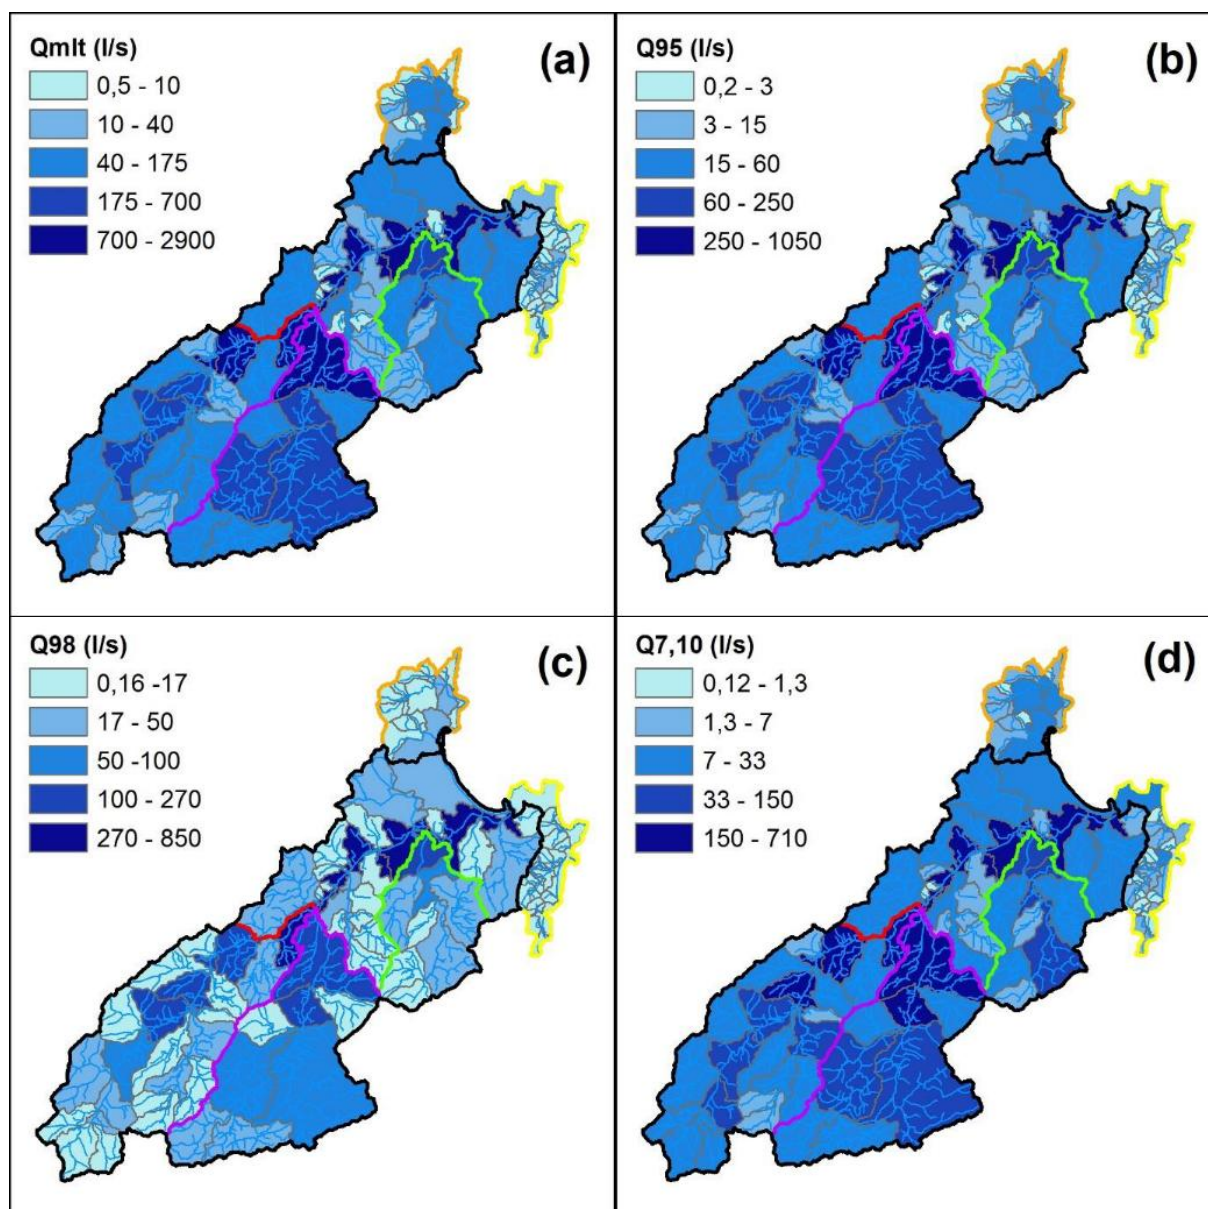 Qmlt (l/s)
(a)
0,5 - 10
10 - 40
40 - 175
175 - 700
700 - 2900
Q95 (l/s)
(b)
0,2 - 3
3 - 15
15 - 60
60 - 250
250 - 1050
Q98 (l/s)
(c)
0,16 -17
17 - 50
50 -100
100 - 270
270 - 850
Q7,10 (l/s)
(d)
0,12 - 1,3
1,3 - 7
7 - 33
33 - 150
150 - 710